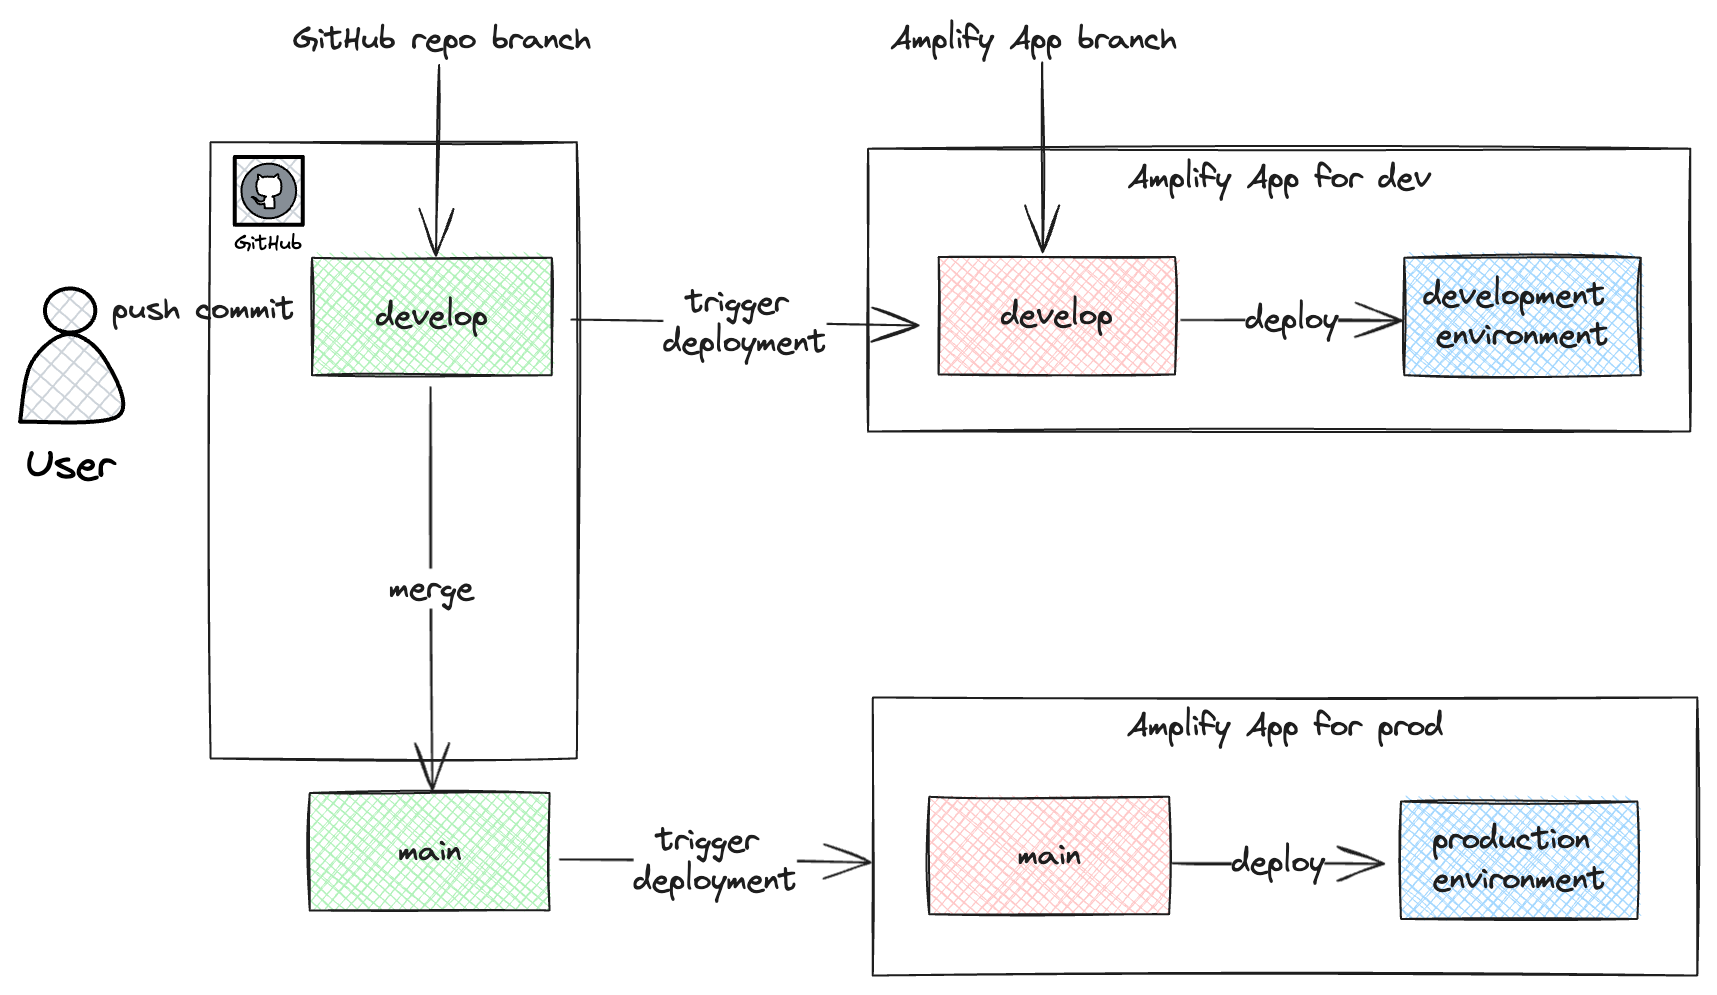 GitHub repo branch
Amplify App branch
GitHub
Amplify App for dev
User
push commit
develop
trigger
deployment
develop
deploy
development
environment
merge
Amplify App for prod
main
trigger
deployment
main
deploy
production
environment